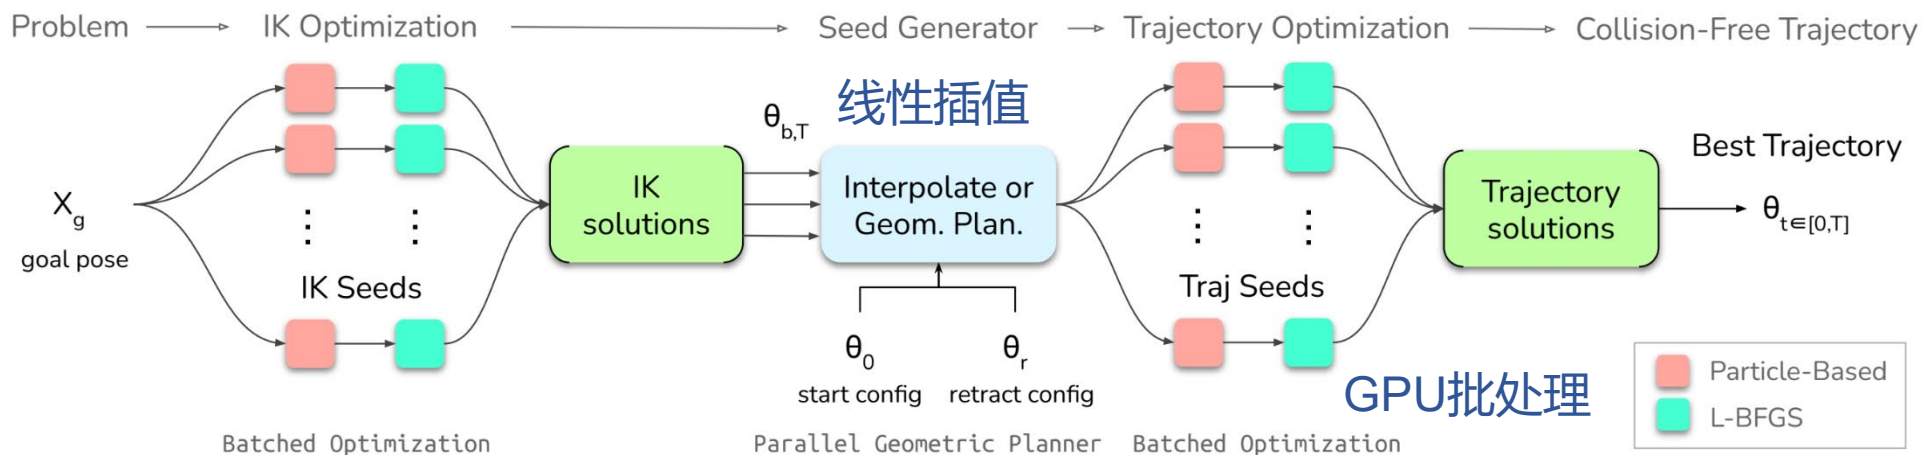 Problem
IK Optimization
Seed Generator
Trajectory Optimization
Collision-Free Trajectory
线性插值
θb,T
Xg
goal pose
IK Seeds
IK
solutions
Interpolate or
Geom. Plan.
θ0
start config
θr
retract config
Traj Seeds
Trajectory
solutions
Best Trajectory
θt∈[0,T]
GPU批处理
Particle-Based
L-BFGS
Batched Optimization
Parallel Geometric Planner
Batched Optimization